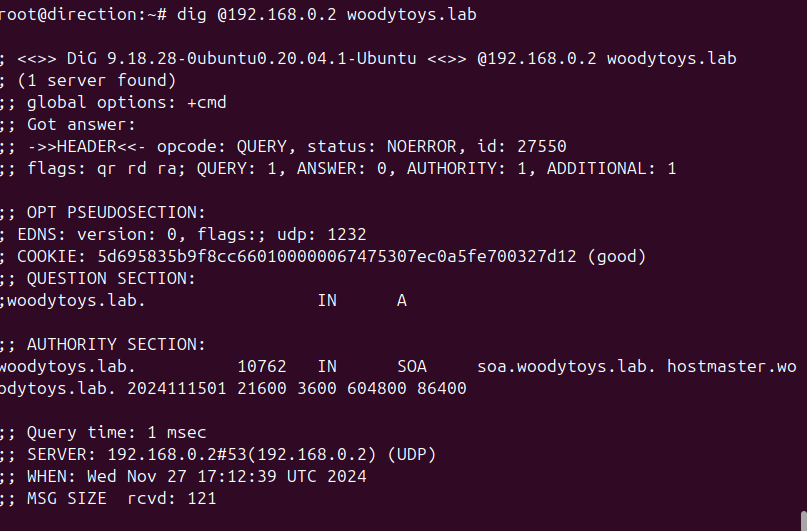 root@direction:~# dig @192.168.0.2 woodytoys.lab
; <<>> DiG 9.18.28-0ubuntu0.20.04.1-Ubuntu <<>> @192.168.0.2 woodytoys.lab
; (1 server found)
;; global options: +cmd
;; Got answer:
;; ->>HEADER<<- opcode: QUERY, status: NOERROR, id: 27550
;; flags: qr rd ra; QUERY: 1, ANSWER: 0, AUTHORITY: 1, ADDITIONAL: 1
;; OPT PSEUDOSECTION:
; EDNS: version: 0, flags:; udp: 1232
; COOKIE: 5d695835b9f8cc660100000067475307ec0a5fe700327d12 (good)
;; QUESTION SECTION:
;woodytoys.lab. IN A
;; AUTHORITY SECTION:
woodytoys.lab. 10762 IN SOA soa.woodytoys.lab. hostmaster.wo
odytoys.lab. 2024111501 21600 3600 604800 86400
;; Query time: 1 msec
;; SERVER: 192.168.0.2#53(192.168.0.2) (UDP)
;; WHEN: Wed Nov 27 17:12:39 UTC 2024
;; MSG SIZE rcvd: 121